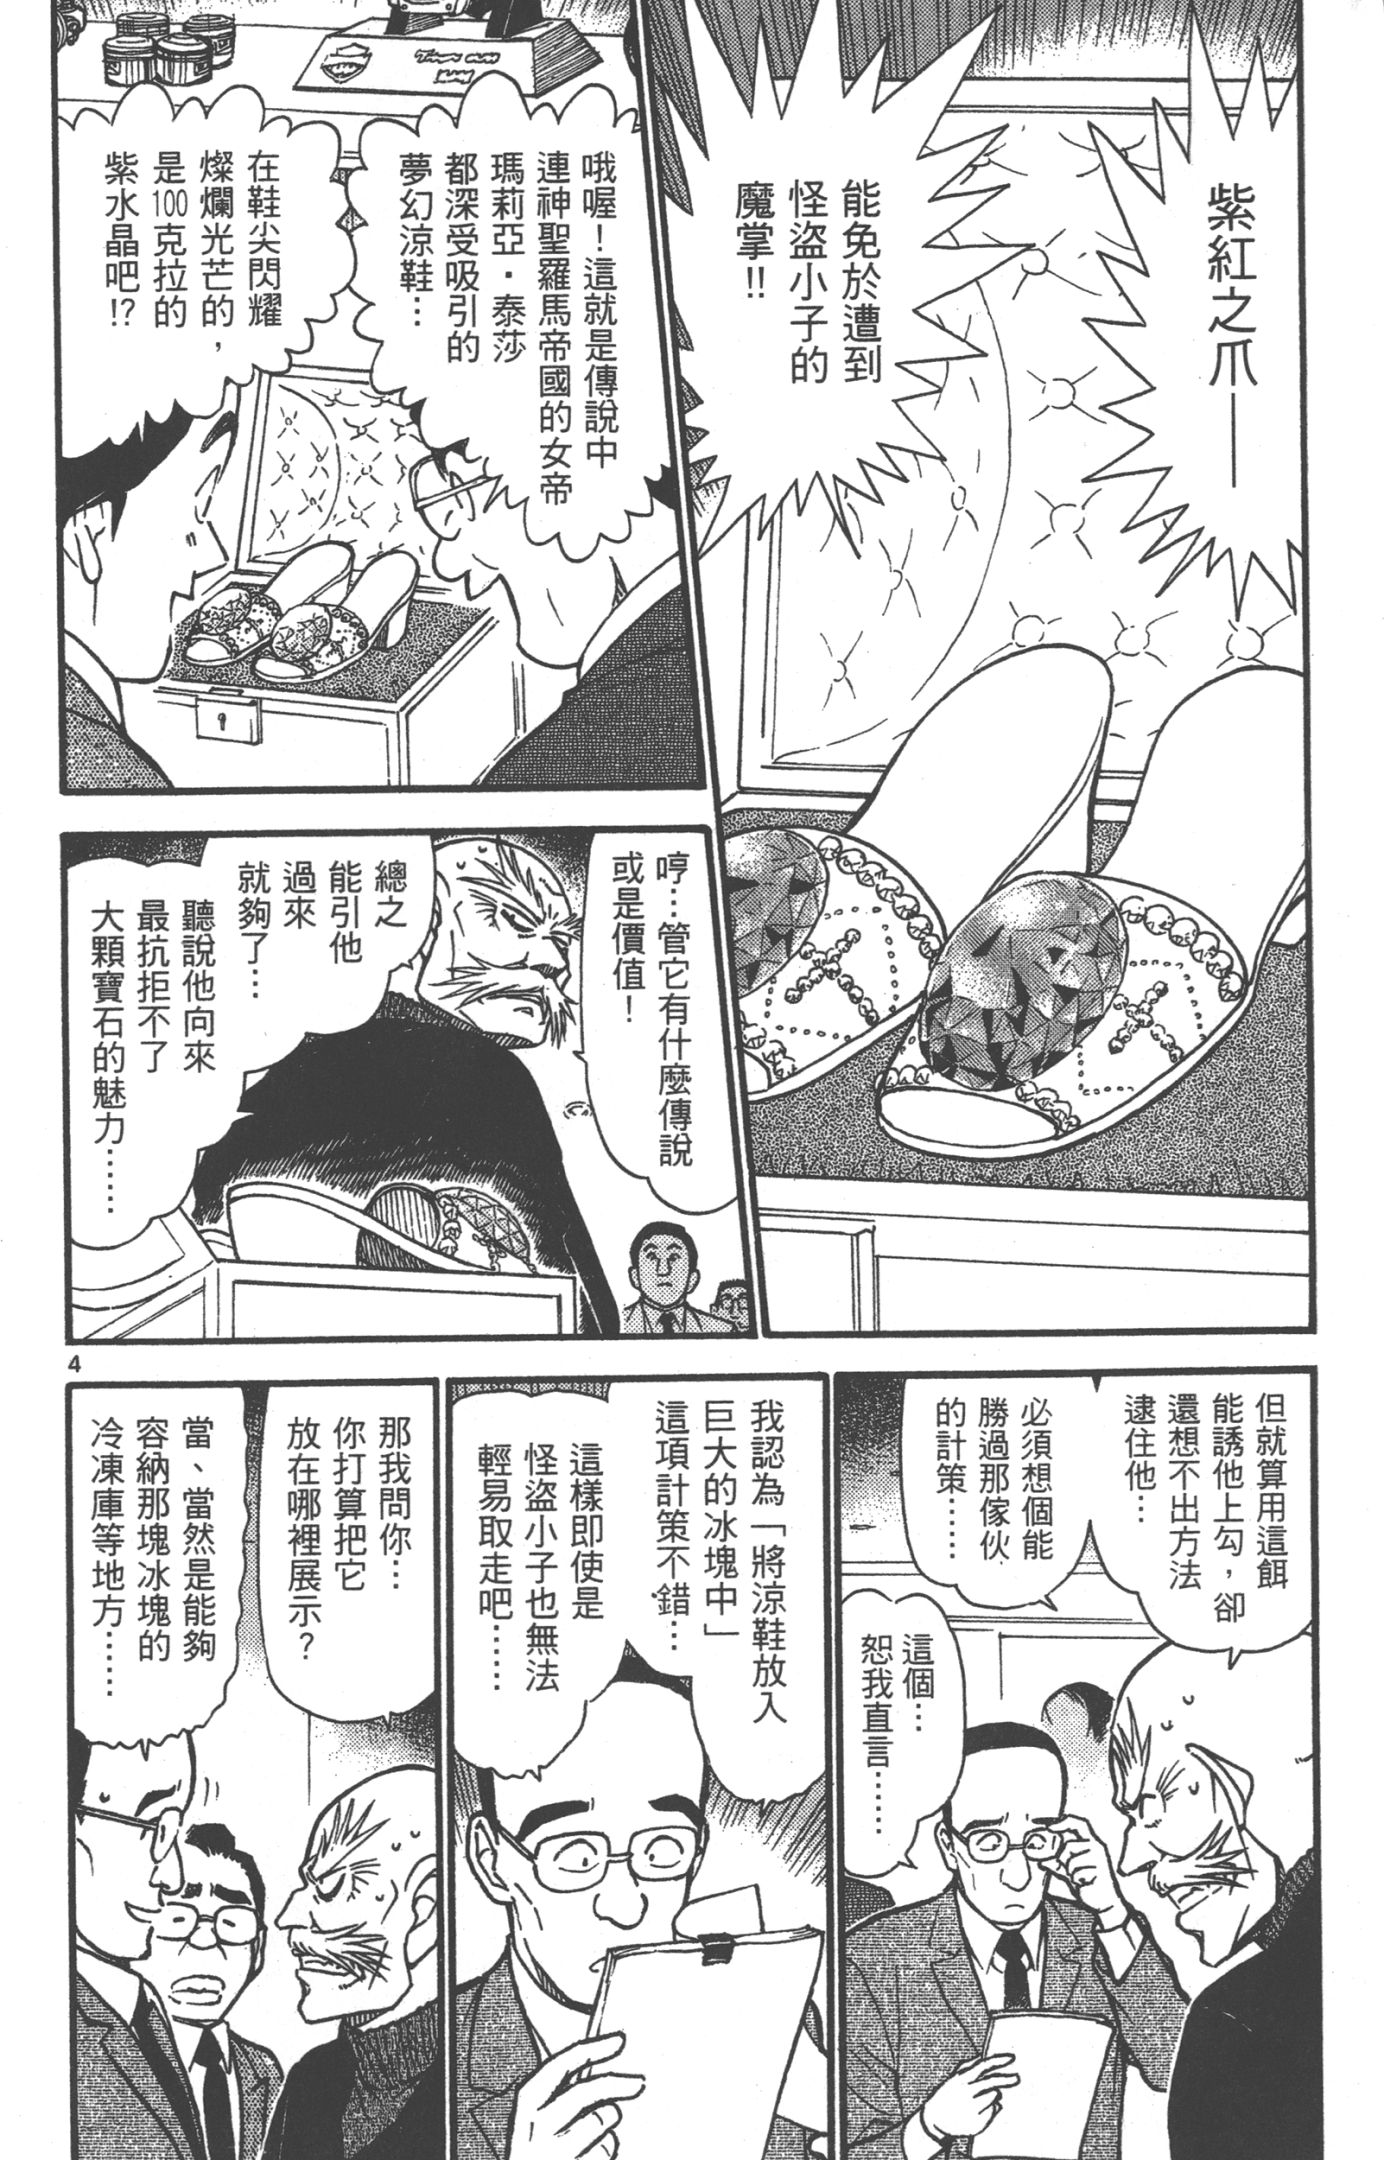 紫紅之爪——
能免於遭到
怪盜小子的
魔掌!!
哦喔！這就是傳說中
連神聖羅馬帝國的女帝
瑪莉亞·泰莎
都深受吸引的
夢幻涼鞋…
在鞋尖閃耀
燦爛光芒的，
是100克拉的
紫水晶吧!?
哼…管它有什麼傳說
或是價值！
總之
能引他
過來
就夠了…
聽說他向來
最抗拒不了
大顆寶石的魅力……
4
但就算用這餌
能誘他上勾，卻
還想不出方法
逮住他…
必須想個能
勝過那傢伙
的計策……
這個…
恕我直言……
我認為「將涼鞋放入
巨大的冰塊中」
這項計策不錯…
這樣即使是
怪盜小子也無法
輕易取走吧……
那我問你…
你打算把它
放在哪裡展示？
當、當然是能夠
容納那塊冰塊的
冷凍庫等地方……